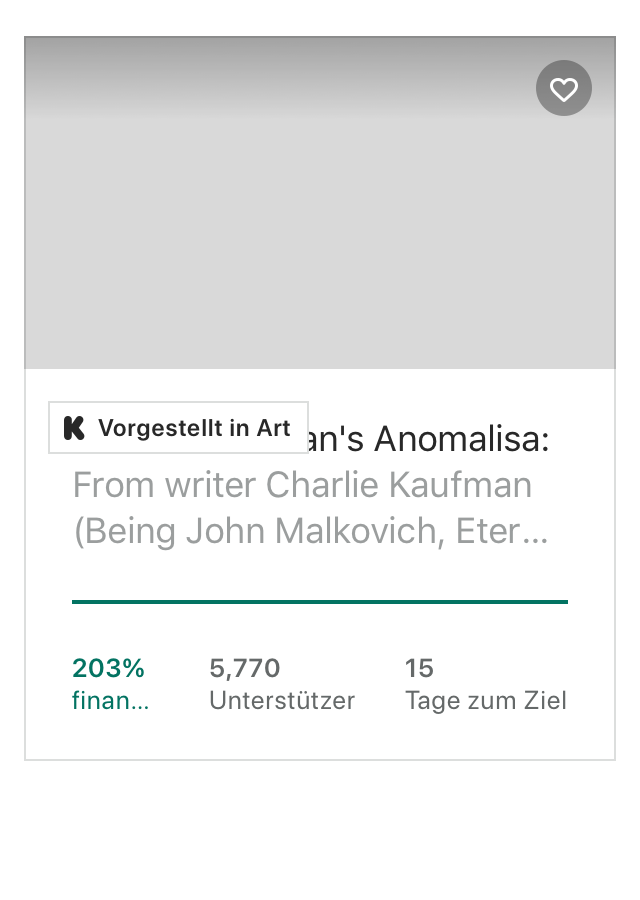 Vorgestellt in Art
an's Anomalisa:
From writer Charlie Kaufman
(Being John Malkovich, Eter...
203%
finan...
5,770
Unterstützer
15
Tage zum Ziel